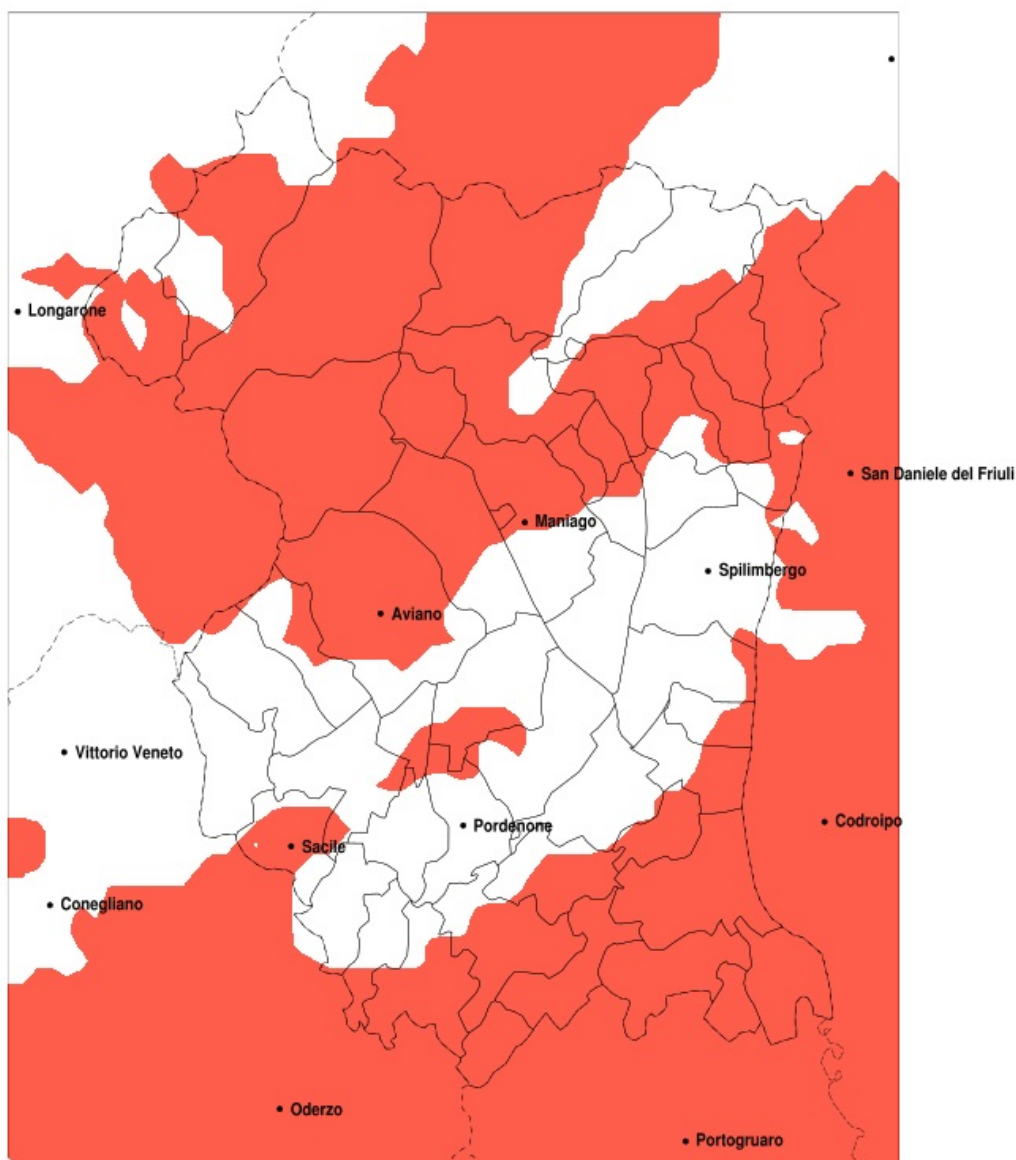 Longarone
San Daniele del Friuli
Maniago
Spilimbergo
Aviano
Vittorio Veneto
Codroipo
Pordenone
Sacile
Conegliano
Oderzo
Portogruaro